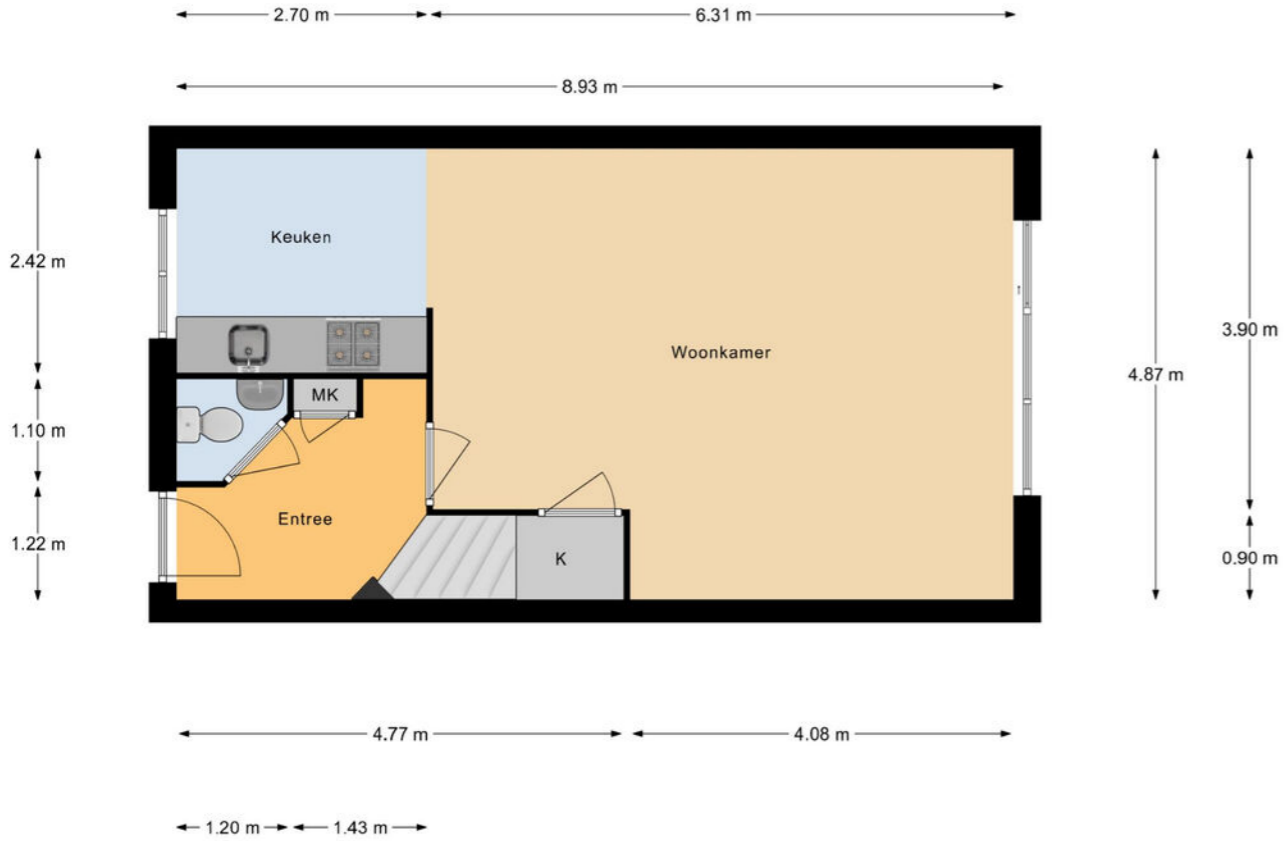 2.70 m
6.31 m
8.93 m
Keuken
2.42 m
Woonkamer
3.90 m
4.87 m
MK
1.10 m
Entree
1.22 m
K
0.90 m
4.77 m
4.08 m
1.20 m
1.43 m